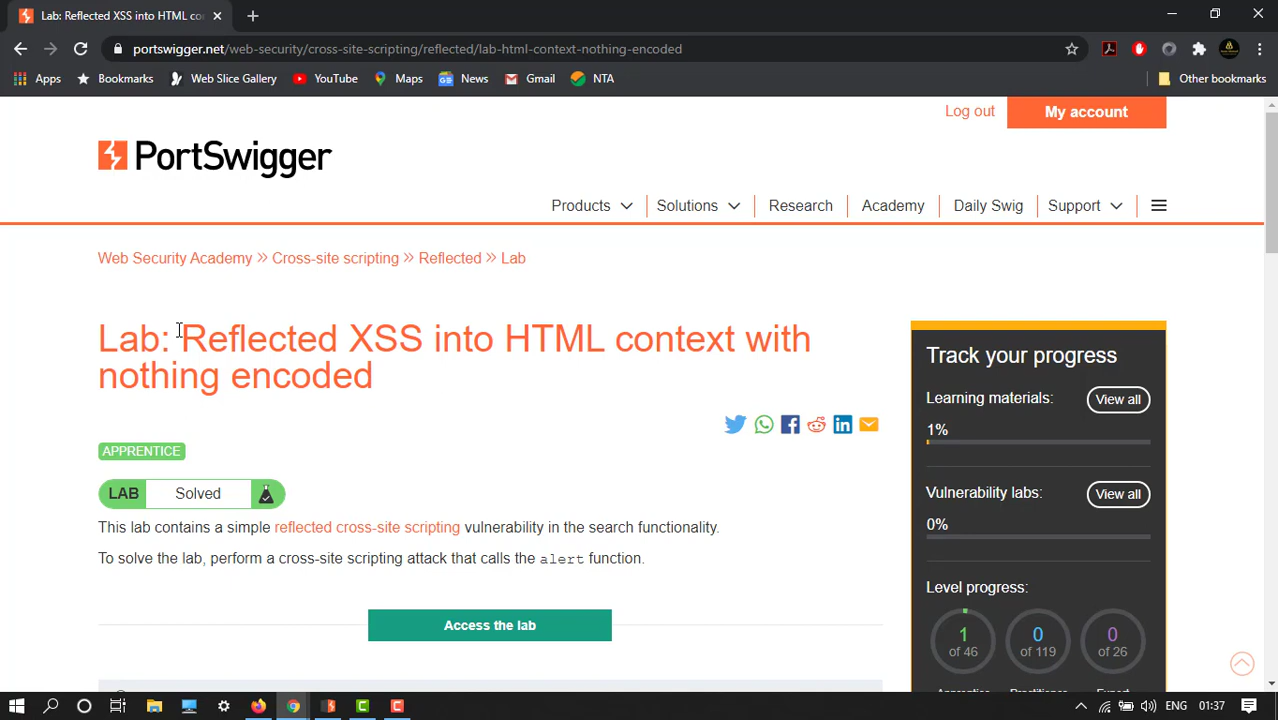 Lab: Reflected XSS into HTML co
portswigger.net/web-security/cross-site-scripting/reflected/lab-html-context-nothing-encoded
Apps Bookmarks Web Slice Gallery YouTube Maps News Gmail NTA Other bookmarks
Log out My account
PortSwigger
Products Solutions Research Academy Daily Swig Support
Web Security Academy >> Cross-site scripting >> Reflected >> Lab
Lab: Reflected XSS into HTML context with
nothing encoded
APPRENTICE
LAB Solved
This lab contains a simple reflected cross-site scripting vulnerability in the search functionality.
To solve the lab, perform a cross-site scripting attack that calls the alert function.
Access the lab
Track your progress
Learning materials: View all
1%
Vulnerability labs: View all
0%
Level progress:
1 0 0
of 46 of 119 of 26
ENG 01:37